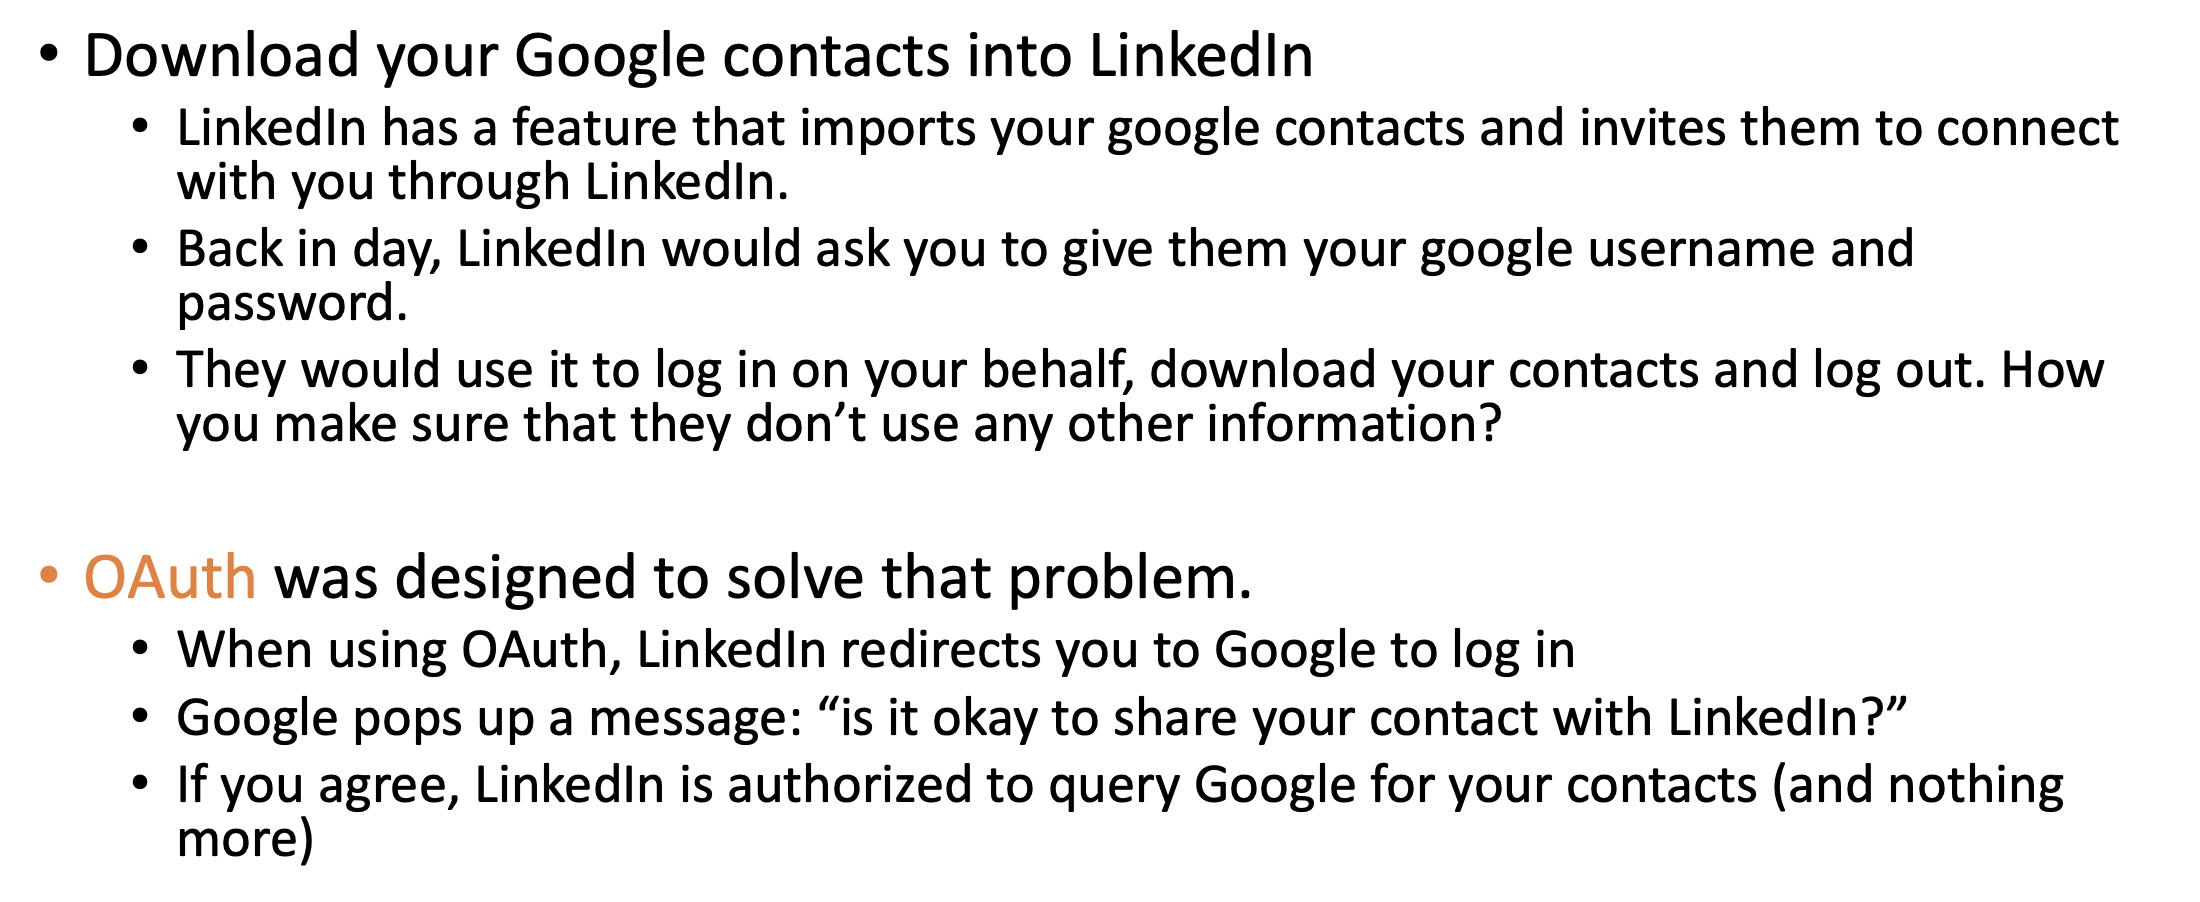 • Download your Google contacts into LinkedIn
• LinkedIn has a feature that imports your google contacts and invites them to connect
with you through LinkedIn.
• Back in day, LinkedIn would ask you to give them your google username and
password.
• They would use it to log in on your behalf, download your contacts and log out. How
you make sure that they don’t use any other information?
• OAuth was designed to solve that problem.
• When using OAuth, LinkedIn redirects you to Google to log in
• Google pops up a message: “is it okay to share your contact with LinkedIn?”
• If you agree, LinkedIn is authorized to query Google for your contacts (and nothing
more)